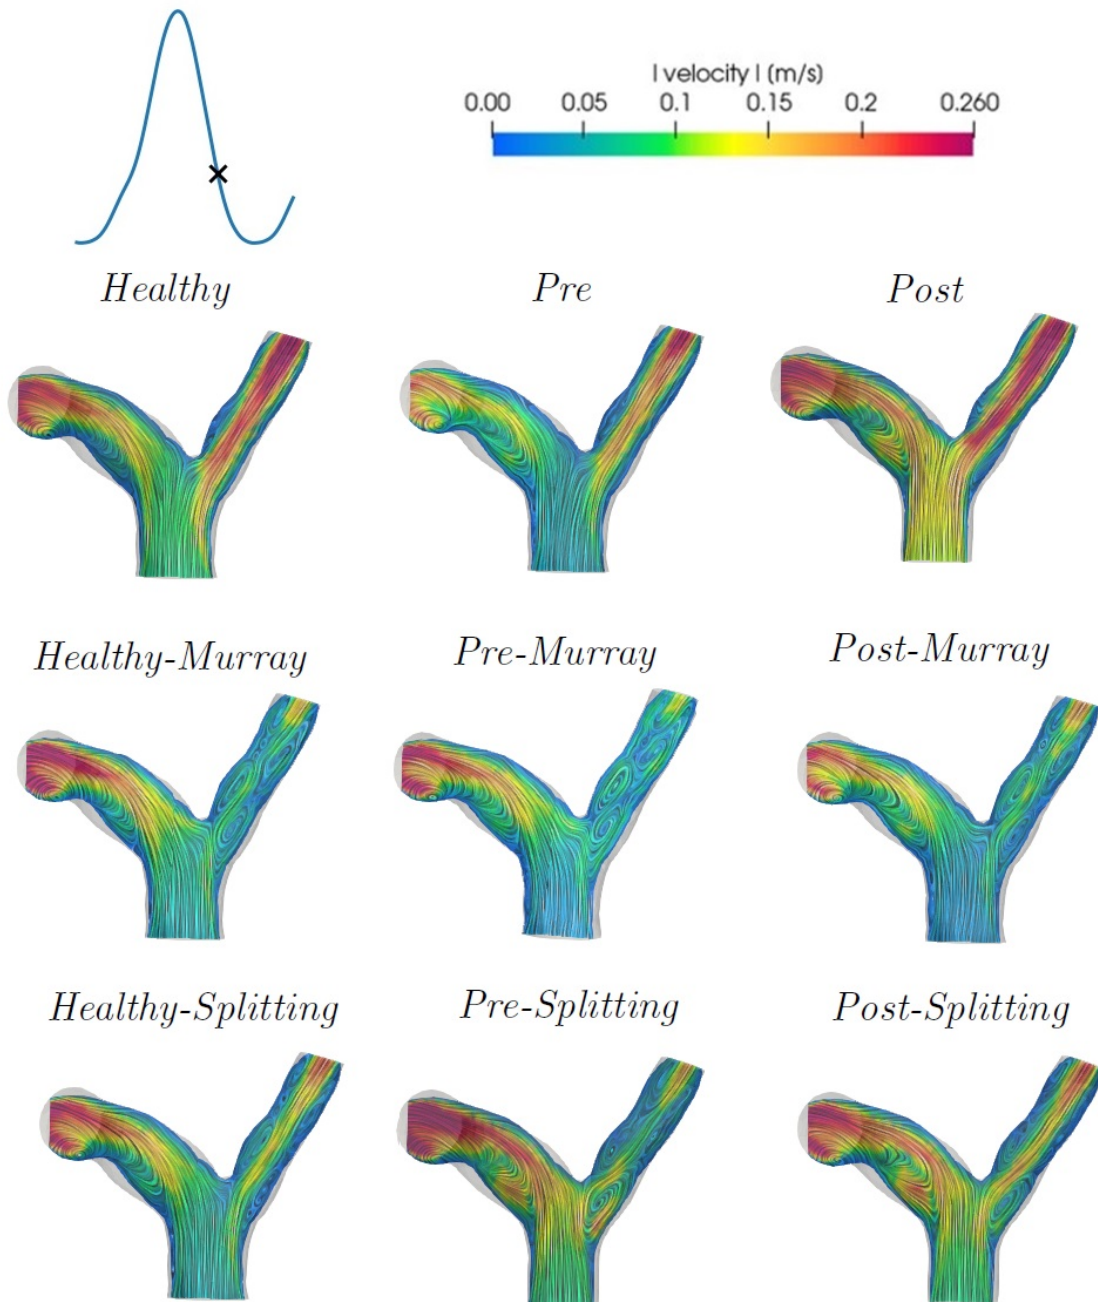 | velocity | (m/s)
0.00 0.05 0.1 0.15 0.2 0.260
Healthy Pre Post
Healthy-Murray Pre-Murray Post-Murray
Healthy-Splitting Pre-Splitting Post-Splitting